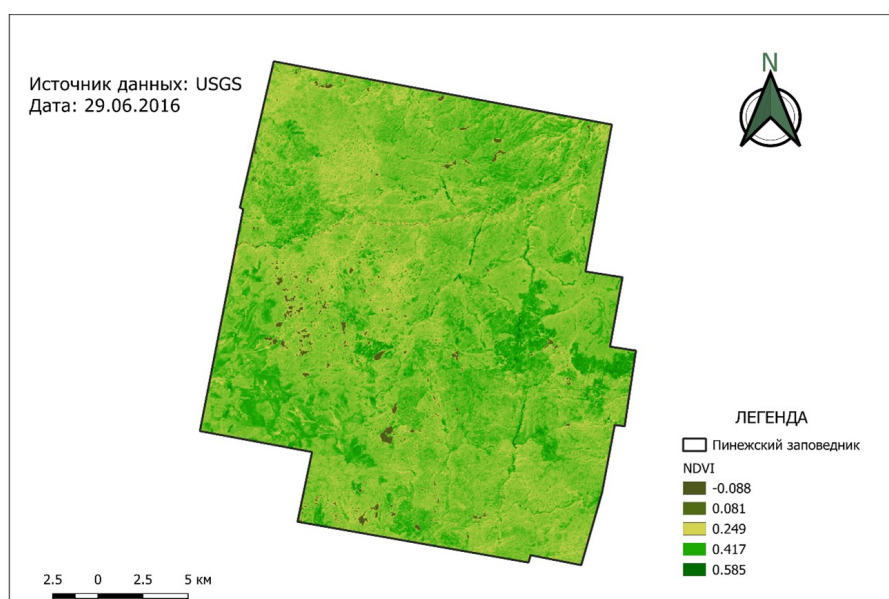 Источник данных: USGS
Дата: 29.06.2016
N
ЛЕГЕНДА
Пинежский заповедник
NDVI
-0.088
0.081
0.249
0.417
0.585
2.5 0 2.5 5 км